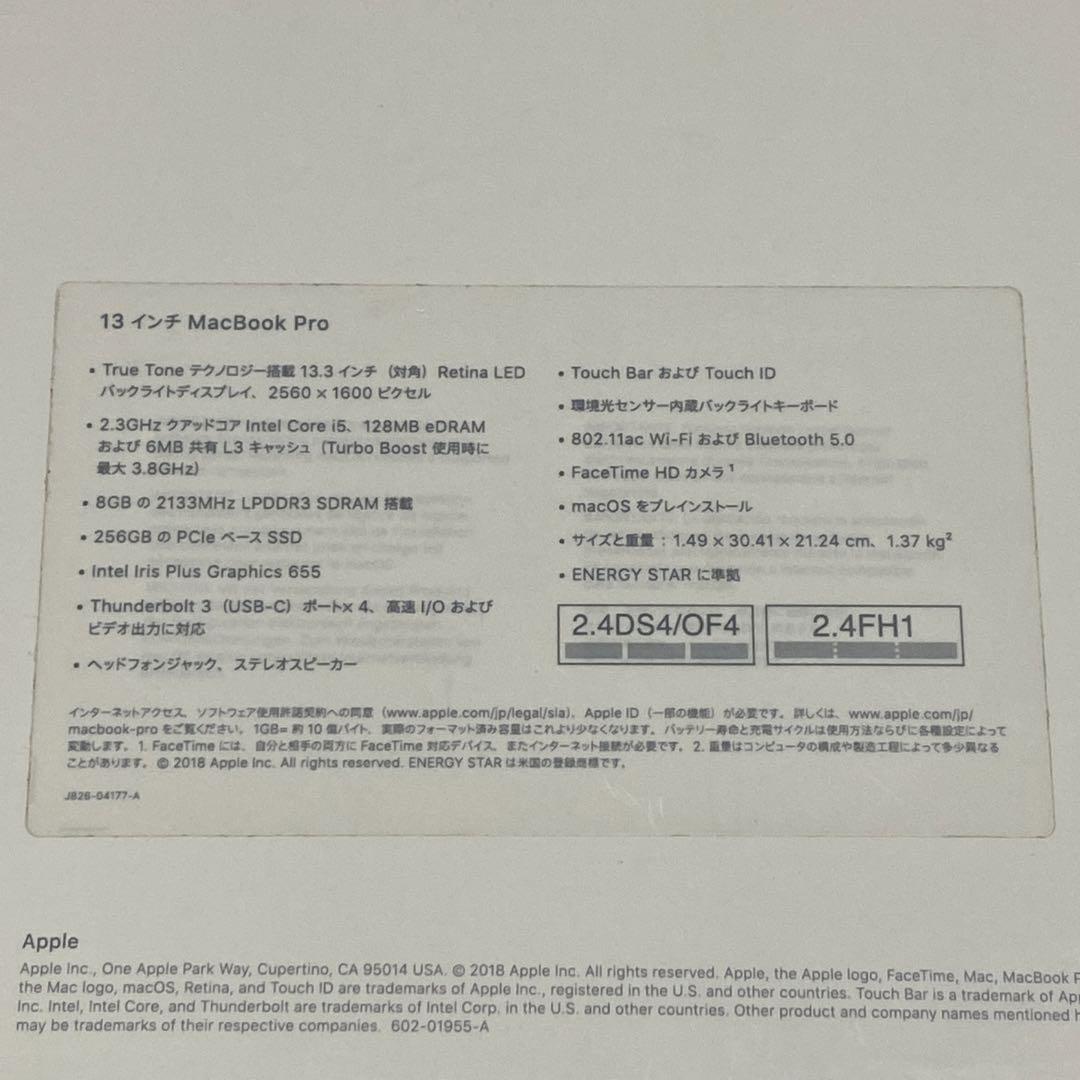 13 インチ MacBook Pro
• True Tone テクノロジー搭載 13.3 インチ（対角）Retina LED
バックライトディスプレイ、2560 × 1600 ピクセル
• 2.3GHz クアッドコア Intel Core i5、128MB eDRAM
および 6MB 共有 L3 キャッシュ（Turbo Boost 使用時に
最大 3.8GHz）
• 8GB の 2133MHz LPDDR3 SDRAM 搭載
• 256GB の PCIe ベース SSD
• Intel Iris Plus Graphics 655
• Thunderbolt 3（USB-C）ポート× 4、高速 I/O および
ビデオ出力に対応
• ヘッドフォンジャック、ステレオスピーカー
• Touch Bar および Touch ID
• 環境光センサー内蔵バックライトキーボード
• 802.11ac Wi-Fi および Bluetooth 5.0
• FaceTime HD カメラ¹
• macOS をプレインストール
• サイズと重量：1.49 × 30.41 × 21.24 cm、1.37 kg²
• ENERGY STAR に準拠
2.4DS4/OF4
2.4FH1
インターネットアクセス、ソフトウェア使用許諾契約への同意（www.apple.com/jp/legal/sla）、Apple ID（一部の機能）が必要です。詳しくは、www.apple.com/jp/
macbook-pro をご覧ください。1GB= 約 10 億バイト、実際のフォーマット済み容量はこれより少なくなります。バッテリー寿命と充電サイクルは使用方法ならびに各種設定によって
変動します。1. FaceTime には、自分と相手の両方に FaceTime 対応デバイス、またインターネット接続が必要です。2. 重量はコンピュータの構成や製造工程によって多少異なる
ことがあります。© 2018 Apple Inc. All rights reserved. ENERGY STAR は米国の登録商標です。
JB26-04177-A
Apple
Apple Inc., One Apple Park Way, Cupertino, CA 95014 USA. © 2018 Apple Inc. All rights reserved. Apple, the Apple logo, FaceTime, Mac, MacBook P
the Mac logo, macOS, Retina, and Touch ID are trademarks of Apple Inc., registered in the U.S. and other countries. Touch Bar is a trademark of Ap
Inc. Intel, Intel Core, and Thunderbolt are trademarks of Intel Corp. in the U.S. and other countries. Other product and company names mentioned h
may be trademarks of their respective companies. 602-01955-A